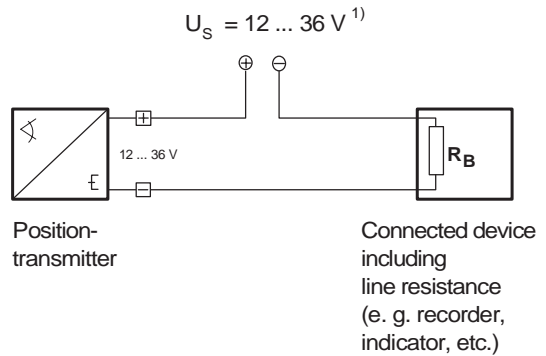 U_S = 12 ... 36 V ¹⁾
⊕ ⊖
+
12 ... 36 V
E
−
R_B
Position-
transmitter
Connected device
including
line resistance
(e. g. recorder,
indicator, etc.)